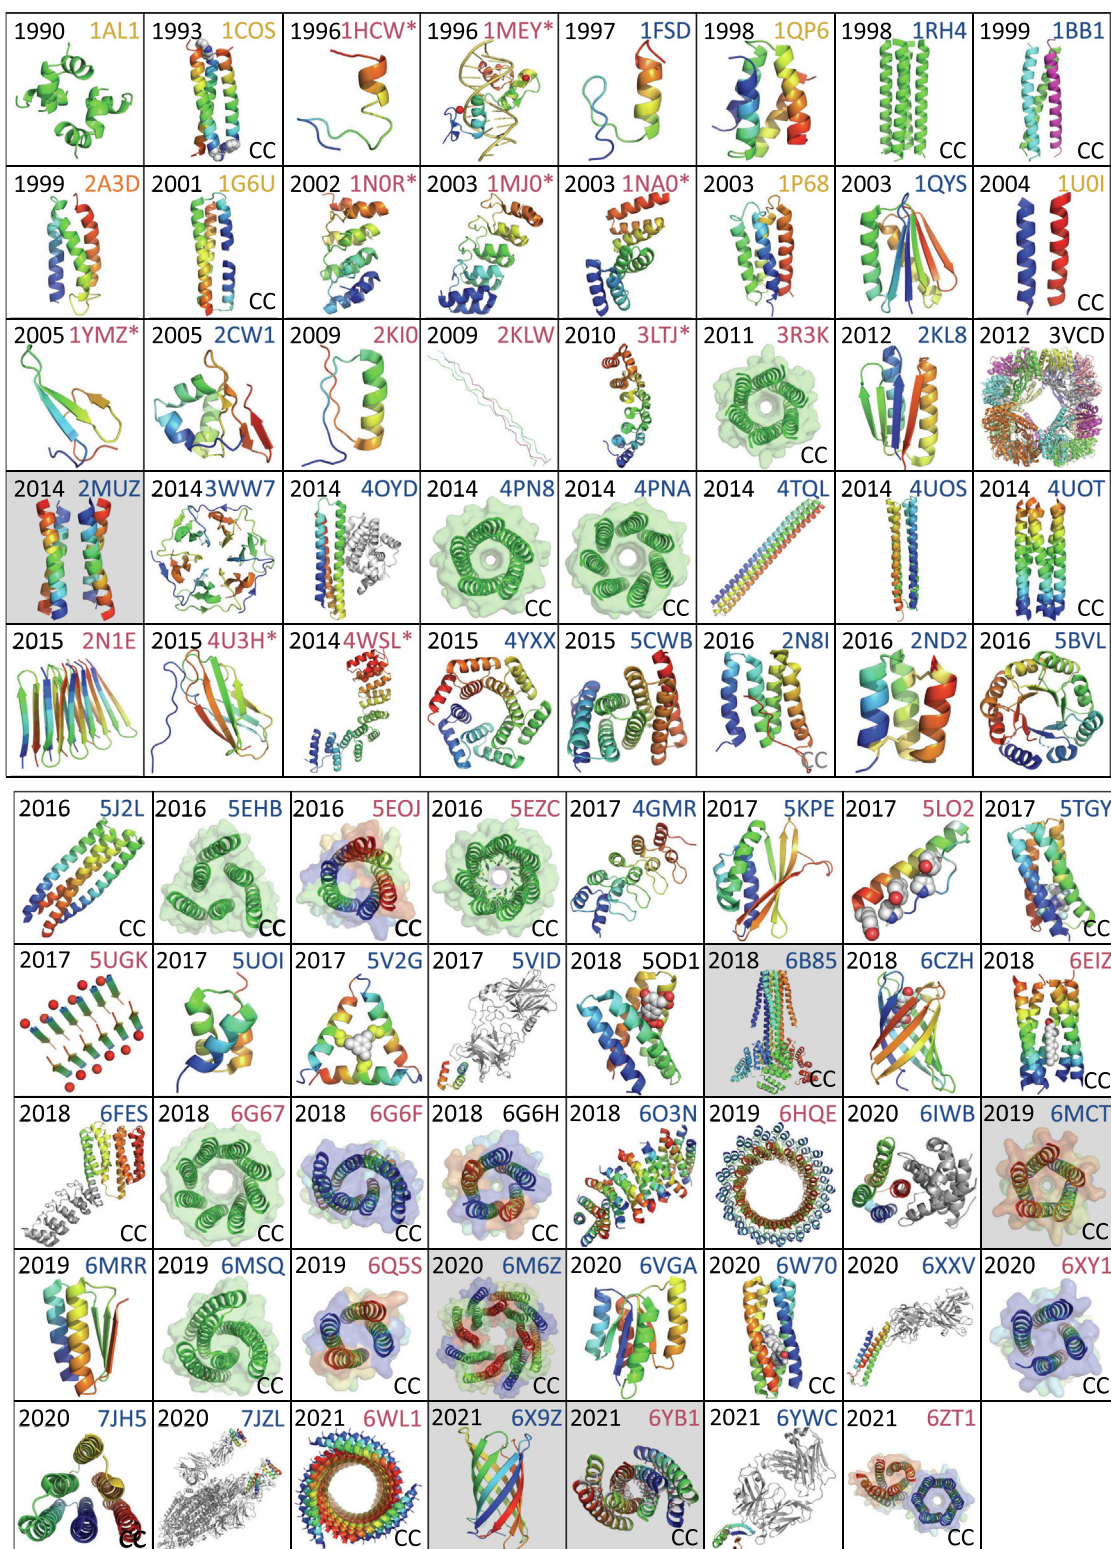 1990 1AL1 1993 1COS 1996 1HCW* 1996 1MEY* 1997 1FSD 1998 1QP6 1998 1RH4 1999 1BB1
CC CC CC
1999 2A3D 2001 1G6U 2002 1N0R* 2003 1MJ0* 2003 1NA0* 2003 1P68 2003 1QYS 2004 1U0I
CC CC
2005 1YMZ* 2005 2CW1 2009 2KI0 2009 2KLW 2010 3LTJ* 2011 3R3K 2012 2KL8 2012 3VCD
CC
2014 2MUZ 2014 3WW7 2014 4OYD 2014 4PN8 2014 4PNA 2014 4TQL 2014 4UOS 2014 4UOT
CC CC CC
2015 2N1E 2015 4U3H* 2014 4WSL* 2015 4YXX 2015 5CWB 2016 2N8I 2016 2ND2 2016 5BVL
CC
2016 5J2L 2016 5EHB 2016 5EOJ 2016 5EZC 2017 4GMR 2017 5KPE 2017 5LO2 2017 5TGY
CC CC CC CC CC
2017 5UGK 2017 5UOI 2017 5V2G 2017 5VID 2018 5OD1 2018 6B85 2018 6CZH 2018 6EIZ
CC CC
2018 6FES 2018 6G67 2018 6G6F 2018 6G6H 2018 6O3N 2019 6HQE 2020 6IWB 2019 6MCT
CC CC CC CC CC CC CC
2019 6MRR 2019 6MSQ 2019 6Q5S 2020 6M6Z 2020 6VGA 2020 6W70 2020 6XXV 2020 6XY1
CC CC CC CC CC
2020 7JH5 2020 7JZL 2021 6WL1 2021 6X9Z 2021 6YB1 2021 6YWC 2021 6ZT1
CC CC CC CC